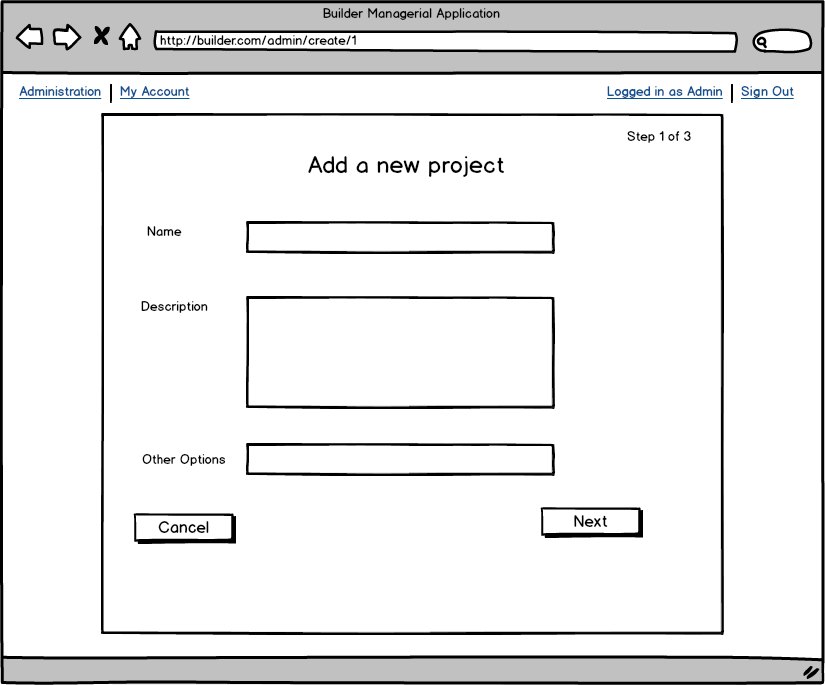 Builder Managerial Application
http://builder.com/admin/create/1
Administration My Account Logged in as Admin Sign Out
Step 1 of 3
Add a new project
Name
Description
Other Options
Cancel Next